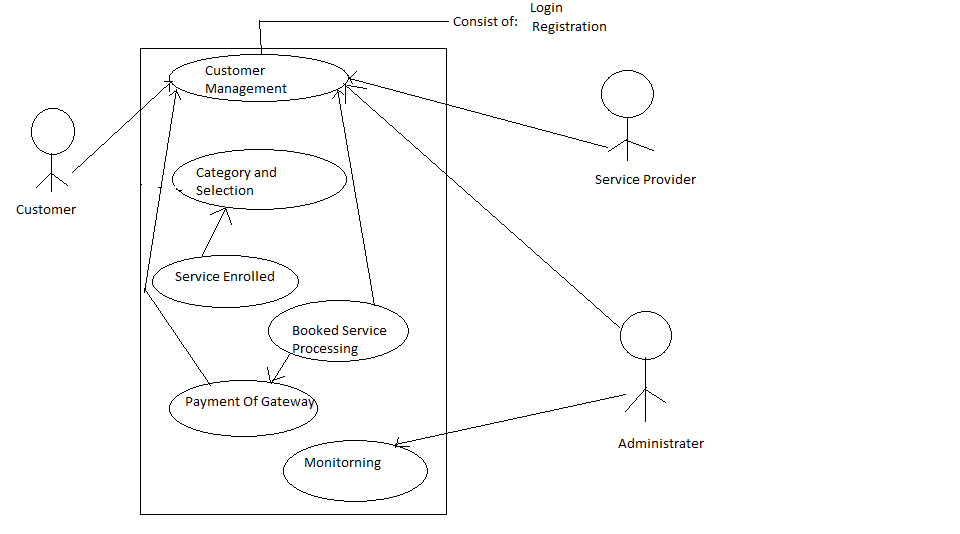 Login
Consist of:
Registration
Customer
Management
Category and
Selection
Service Provider
Customer
Service Enrolled
Booked Service
Processing
Payment Of Gateway
Administrater
Monitorning